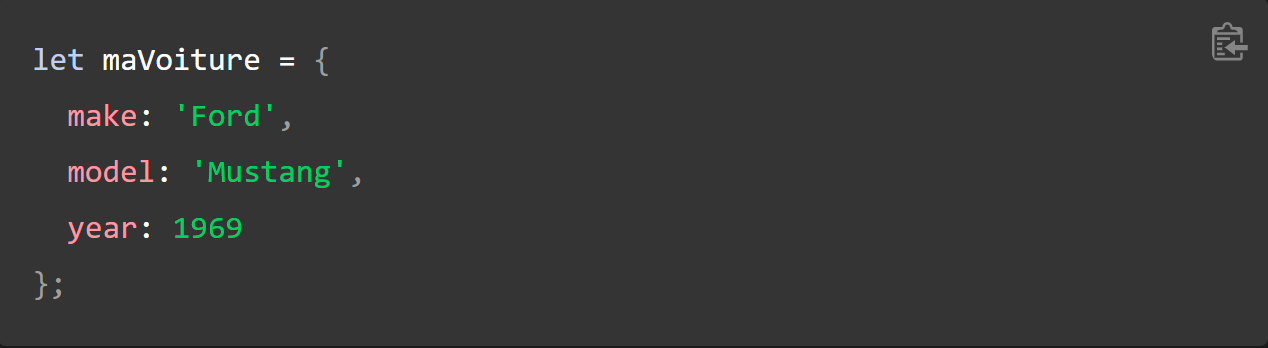 let maVoiture = {
  make: 'Ford',
  model: 'Mustang',
  year: 1969
};